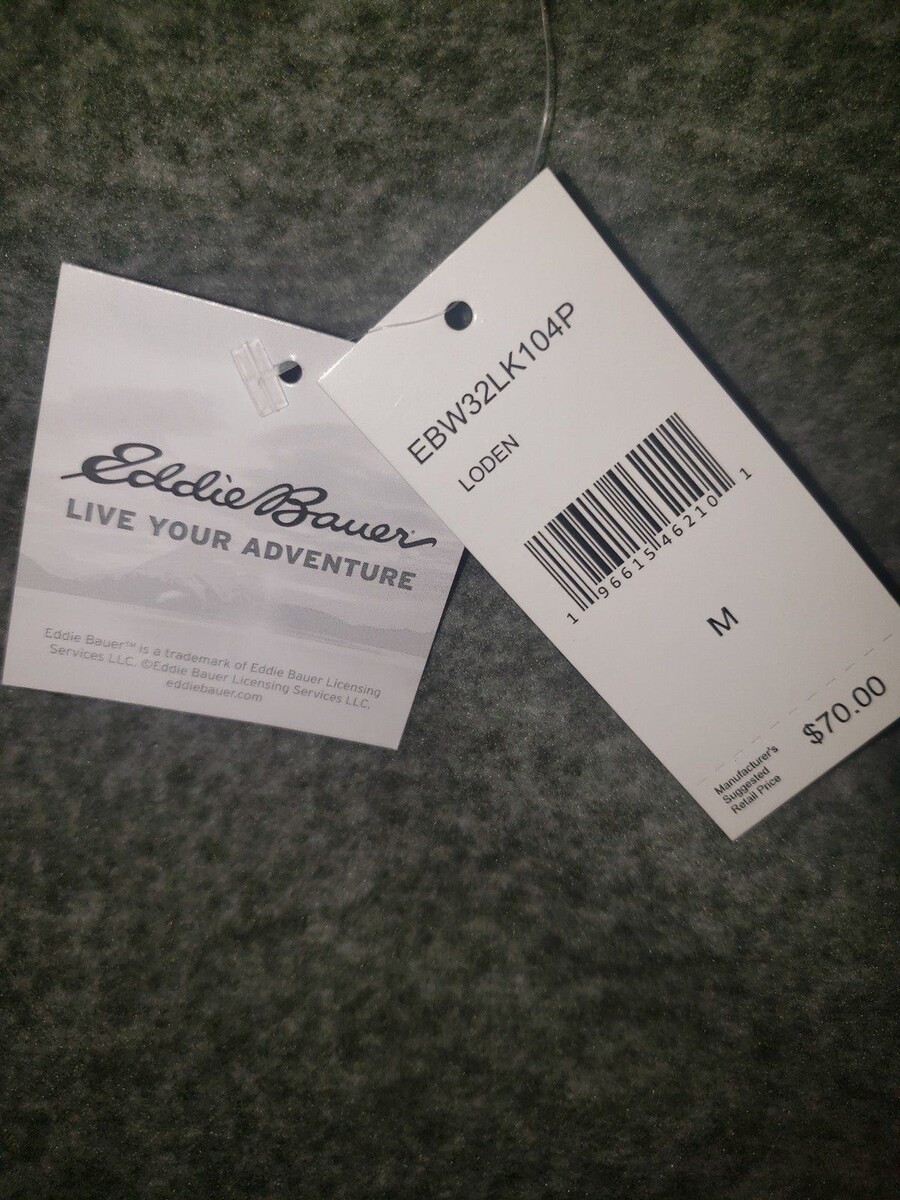 Eddie Bauer
LIVE YOUR ADVENTURE
Eddie Bauer™ is a trademark of Eddie Bauer Licensing
Services LLC. ©Eddie Bauer Licensing Services LLC.
eddiebauer.com
EBW32LK104P
LODEN
1 96615 46210 1
M
$70.00
Manufacturer's
Suggested
Retail Price